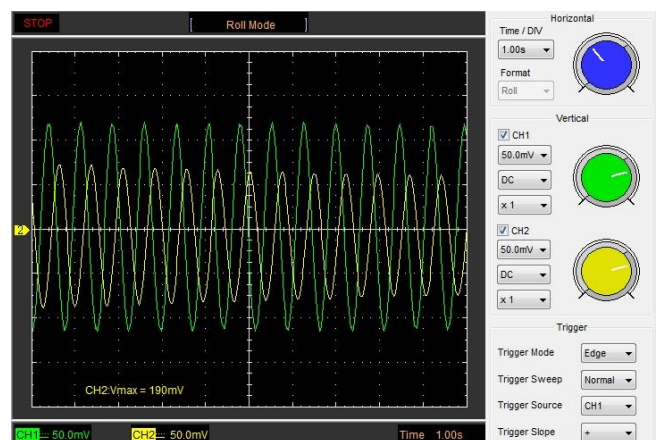 STOP
[ Roll Mode ]
2
CH2:Vmax = 190mV
CH1 50.0mV CH2 50.0mV Time 1.00s
Horizontal
Time / DIV
1.00s
Format
Roll
Vertical
CH1
50.0mV
DC
x 1
CH2
50.0mV
DC
x 1
Trigger
Trigger Mode Edge
Trigger Sweep Normal
Trigger Source CH1
Trigger Slope +